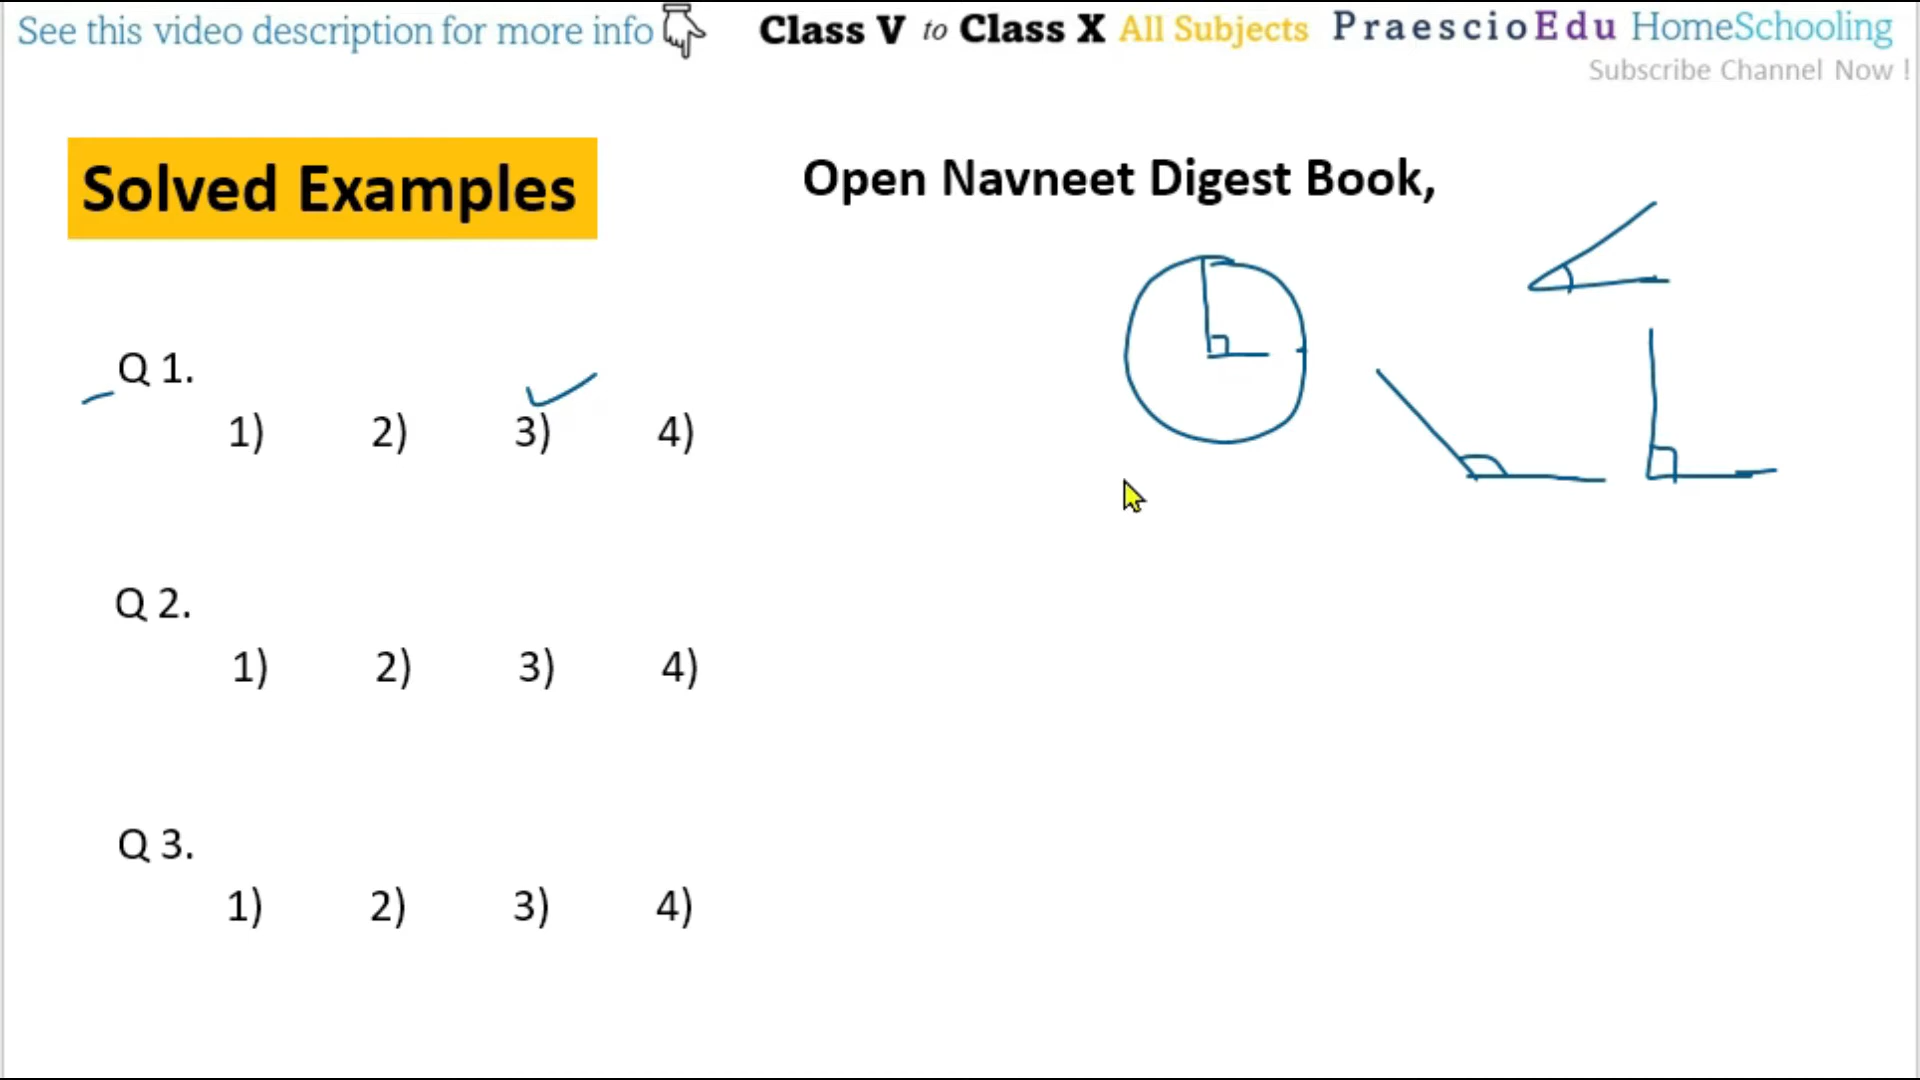 See this video description for more info Class V to Class X All Subjects PraescioEdu HomeSchooling
Subscribe Channel Now !
Solved Examples
Open Navneet Digest Book,
Q 1.
1) 2) 3) 4)
Q 2.
1) 2) 3) 4)
Q 3.
1) 2) 3) 4)